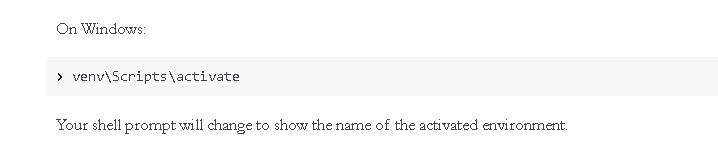 On Windows:
> venv\Scripts\activate
Your shell prompt will change to show the name of the activated environment.